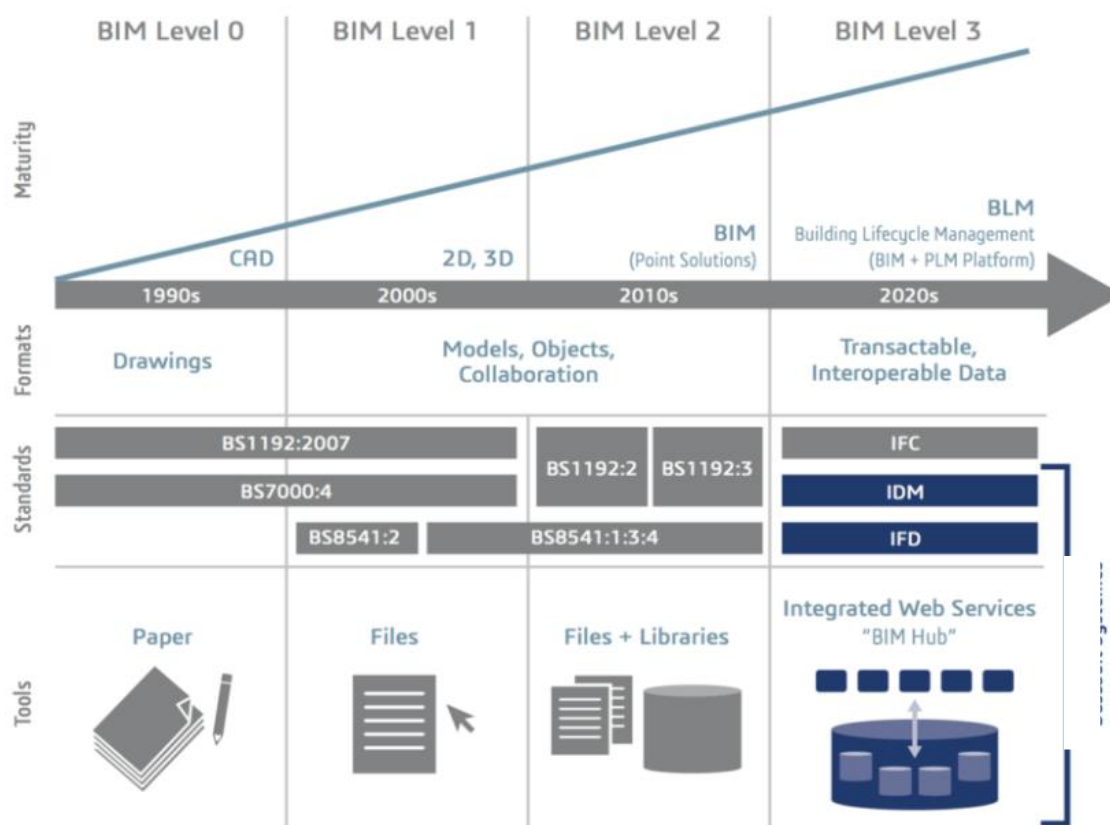 BIM Level 0
BIM Level 1
BIM Level 2
BIM Level 3
Maturity
CAD
2D, 3D
BIM
(Point Solutions)
BLM
Building Lifecycle Management
(BIM + PLM Platform)
1990s
2000s
2010s
2020s
Formats
Drawings
Models, Objects,
Collaboration
Transactable,
Interoperable Data
Standards
BS1192:2007
BS7000:4
BS8541:2
BS1192:2
BS1192:3
BS8541:1:3:4
IFC
IDM
IFD
Tools
Paper
Files
Files + Libraries
Integrated Web Services
"BIM Hub"